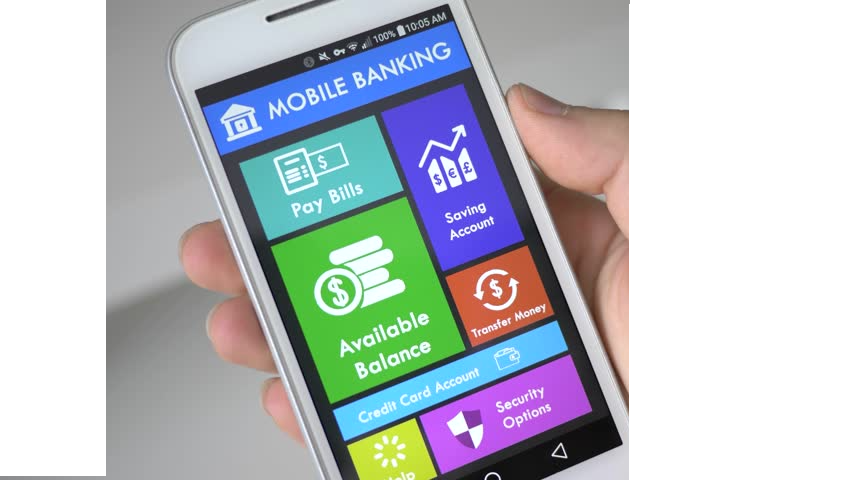 100% 10:05 AM
MOBILE BANKING
$
Pay Bills
$ € £
Saving
Account
$
Available
Balance
$
Transfer Money
Credit Card Account
Security
Options
Help